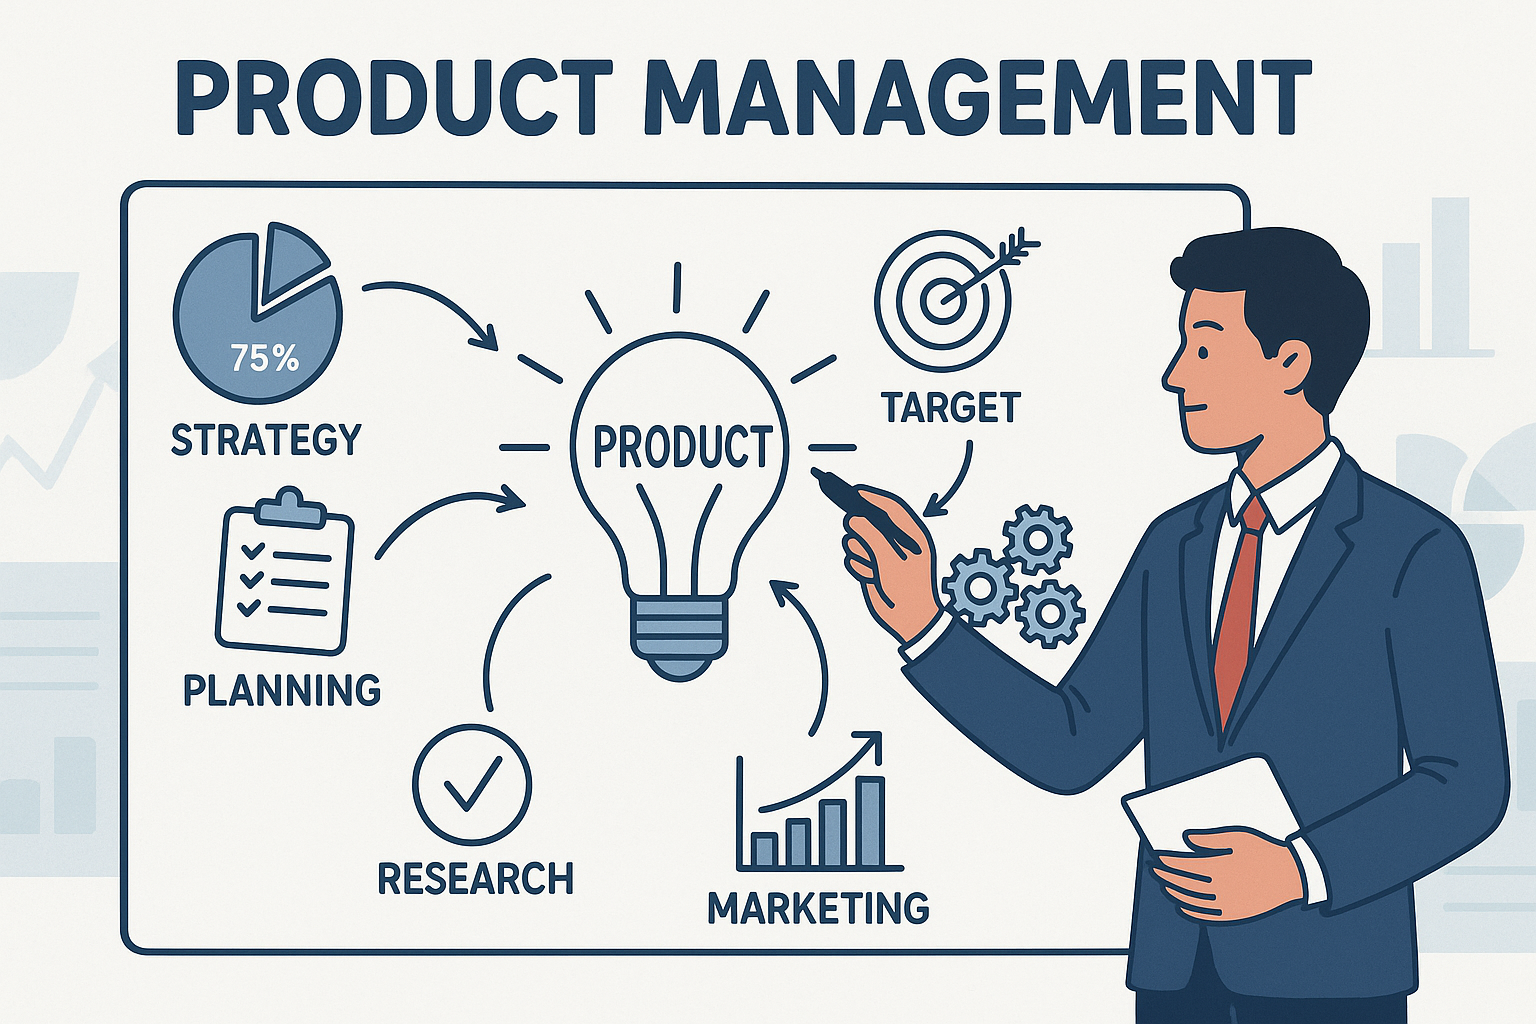 PRODUCT MANAGEMENT
75%
STRATEGY
PRODUCT
TARGET
PLANNING
RESEARCH
MARKETING